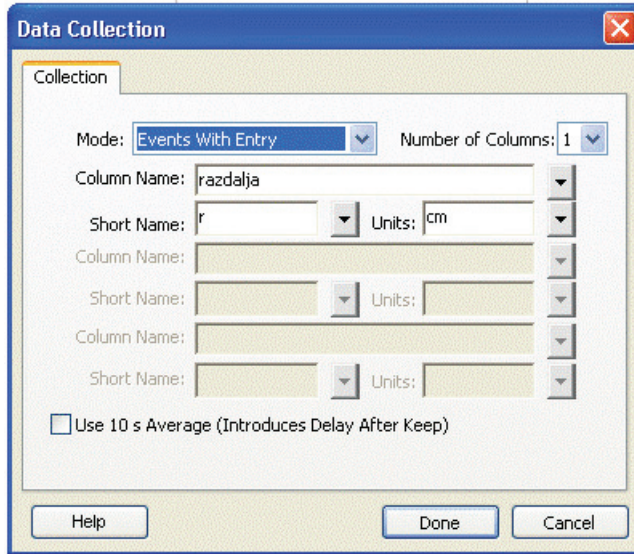 Data Collection
Collection
Mode: Events With Entry Number of Columns: 1
Column Name: razdalja
Short Name: r Units: cm
Column Name:
Short Name: Units:
Column Name:
Short Name: Units:
Use 10 s Average (Introduces Delay After Keep)
Help Done Cancel